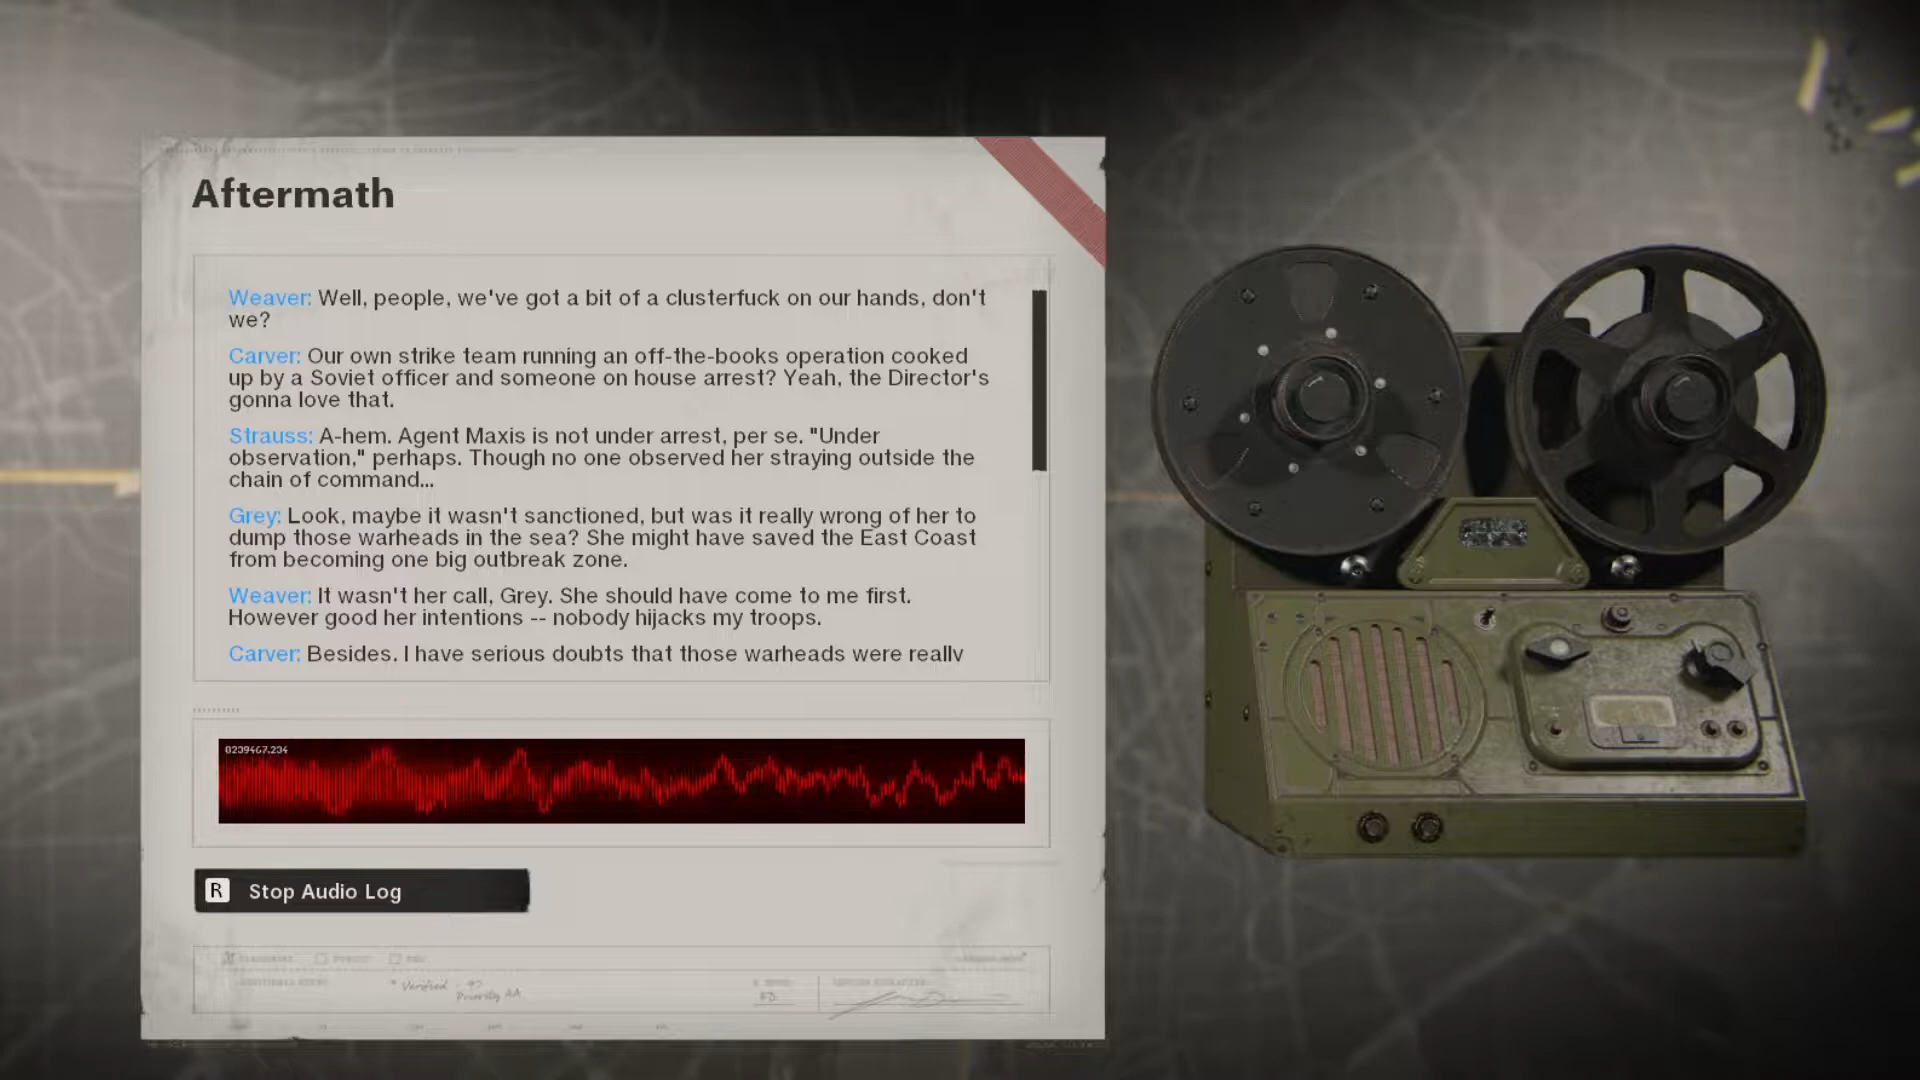 Aftermath
Weaver: Well, people, we've got a bit of a clusterfuck on our hands, don't
we?
Carver: Our own strike team running an off-the-books operation cooked
up by a Soviet officer and someone on house arrest? Yeah, the Director's
gonna love that.
Strauss: A-hem. Agent Maxis is not under arrest, per se. "Under
observation," perhaps. Though no one observed her straying outside the
chain of command...
Grey: Look, maybe it wasn't sanctioned, but was it really wrong of her to
dump those warheads in the sea? She might have saved the East Coast
from becoming one big outbreak zone.
Weaver: It wasn't her call, Grey. She should have come to me first.
However good her intentions -- nobody hijacks my troops.
Carver: Besides. I have serious doubts that those warheads were really
0239467.234
R Stop Audio Log
* Verified
Priority AA